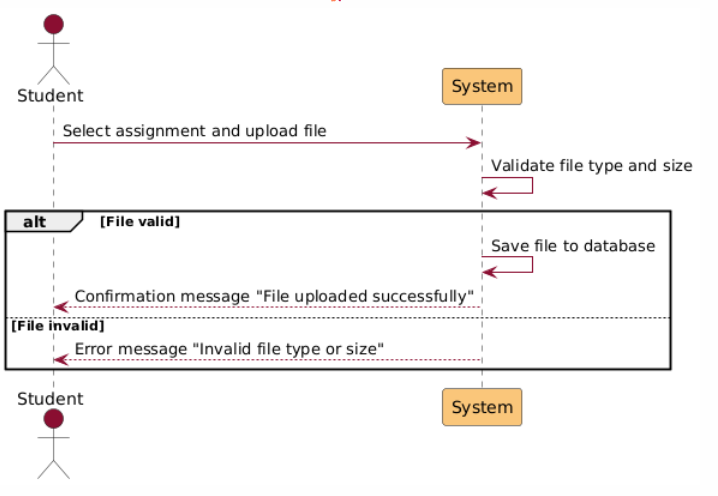 Student
System
Select assignment and upload file
Validate file type and size
alt
[File valid]
Save file to database
Confirmation message "File uploaded successfully"
[File invalid]
Error message "Invalid file type or size"
Student
System